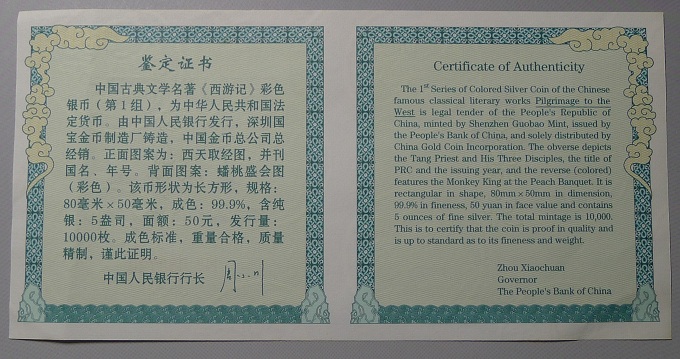 鉴定证书
中国古典文学名著《西游记》彩色
银币（第1组），为中华人民共和国法
定货币。由中国人民银行发行，深圳国
宝金币制造厂铸造，中国金币总公司总
经销。正面图案为：西天取经图，并刊
国名、年号。背面图案：蟠桃盛会图
（彩色）。该币形状为长方形，规格：
80毫米×50毫米，成色：99.9%，含纯
银：5盎司，面额：50元，发行量：
10000枚。成色标准，重量合格，质量
精制，谨此证明。
中国人民银行行长
Certificate of Authenticity
The 1st Series of Colored Silver Coin of the Chinese
famous classical literary works Pilgrimage to the
West is legal tender of the People's Republic of
China, minted by Shenzhen Guobao Mint, issued by
the People's Bank of China, and solely distributed by
China Gold Coin Incorporation. The obverse depicts
the Tang Priest and His Three Disciples, the title of
PRC and the issuing year, and the reverse (colored)
features the Monkey King at the Peach Banquet. It is
rectangular in shape, 80mm×50mm in dimension,
99.9% in fineness, 50 yuan in face value and contains
5 ounces of fine silver. The total mintage is 10,000.
This is to certify that the coin is proof in quality and
is up to standard as to its fineness and weight.
Zhou Xiaochuan
Governor
The People's Bank of China